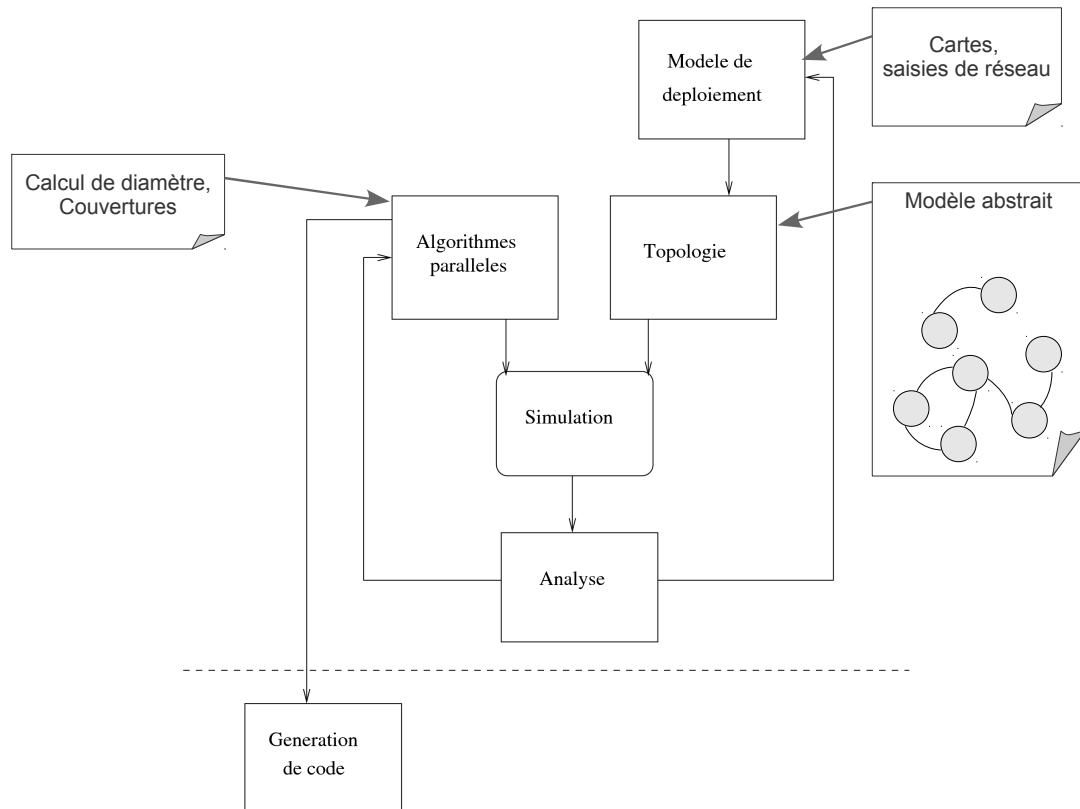 Modele de
deploiement
Cartes,
saisies de réseau
Calcul de diamètre,
Couvertures
Algorithmes
paralleles
Topologie
Modèle abstrait
Simulation
Analyse
Generation
de code